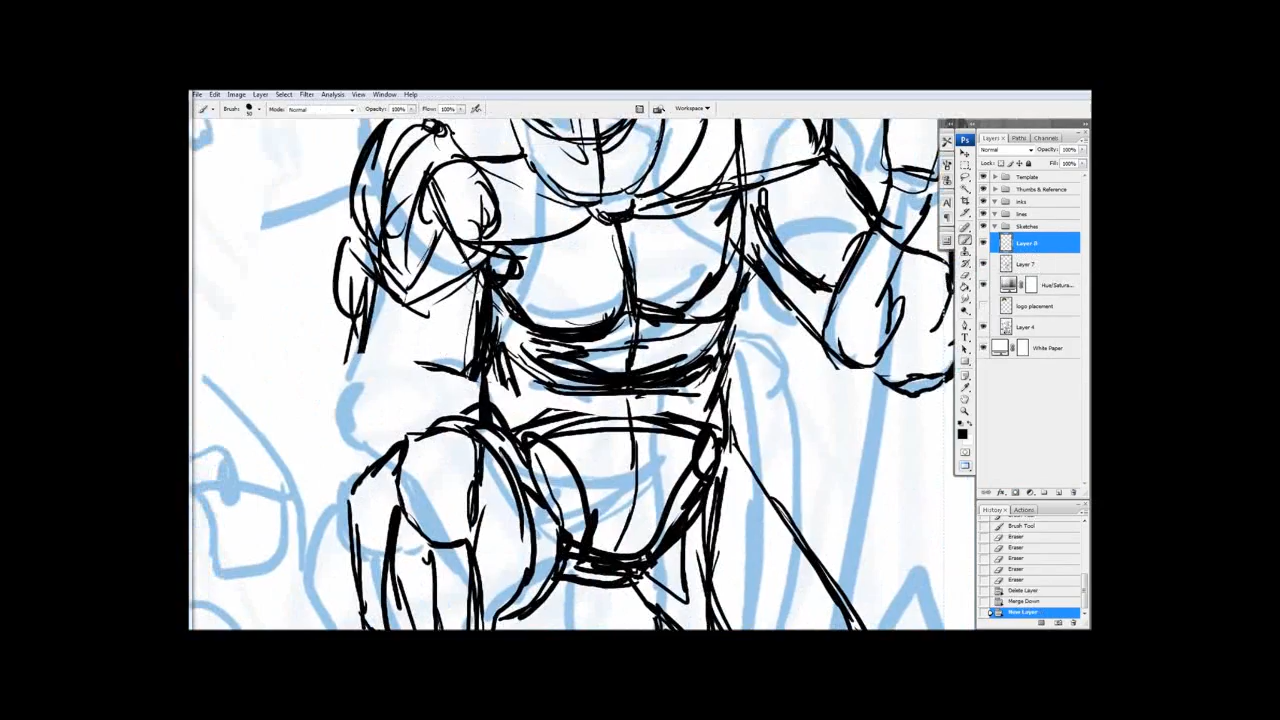 File Edit Image Layer Select Filter Analysis View Window Help
Brush: 50 Mode: Normal Opacity: 100% Flow: 100% Workspace
Ps
Layers x Paths Channels
Normal Opacity: 100%
Lock: Fill: 100%
Template
Thumbs & Reference
Inks
lines
Sketches
Layer 8
Layer 7
Hue/Satura...
logo placement
Layer 4
White Paper
History x Actions
Brush Tool
Eraser
Eraser
Eraser
Eraser
Eraser
Delete Layer
Merge Down
New Layer